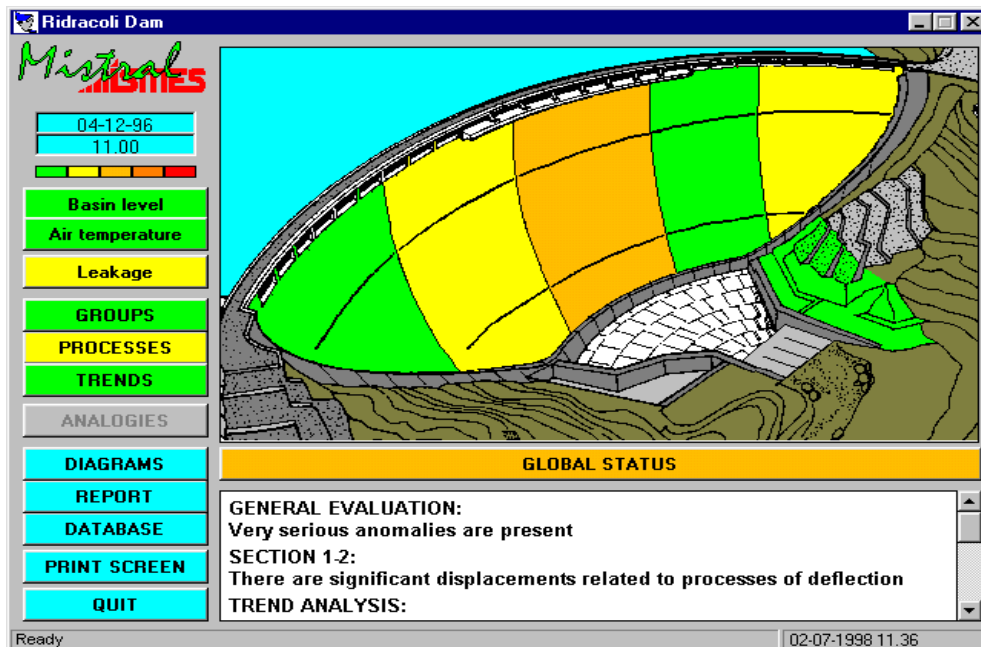 Ridracoli Dam
Mistral
ISMES
04-12-96
11.00
Basin level
Air temperature
Leakage
GROUPS
PROCESSES
TRENDS
ANALOGIES
DIAGRAMS
REPORT
DATABASE
PRINT SCREEN
QUIT
GLOBAL STATUS
GENERAL EVALUATION:
Very serious anomalies are present
SECTION 1-2:
There are significant displacements related to processes of deflection
TREND ANALYSIS:
Ready
02-07-1998 11.36